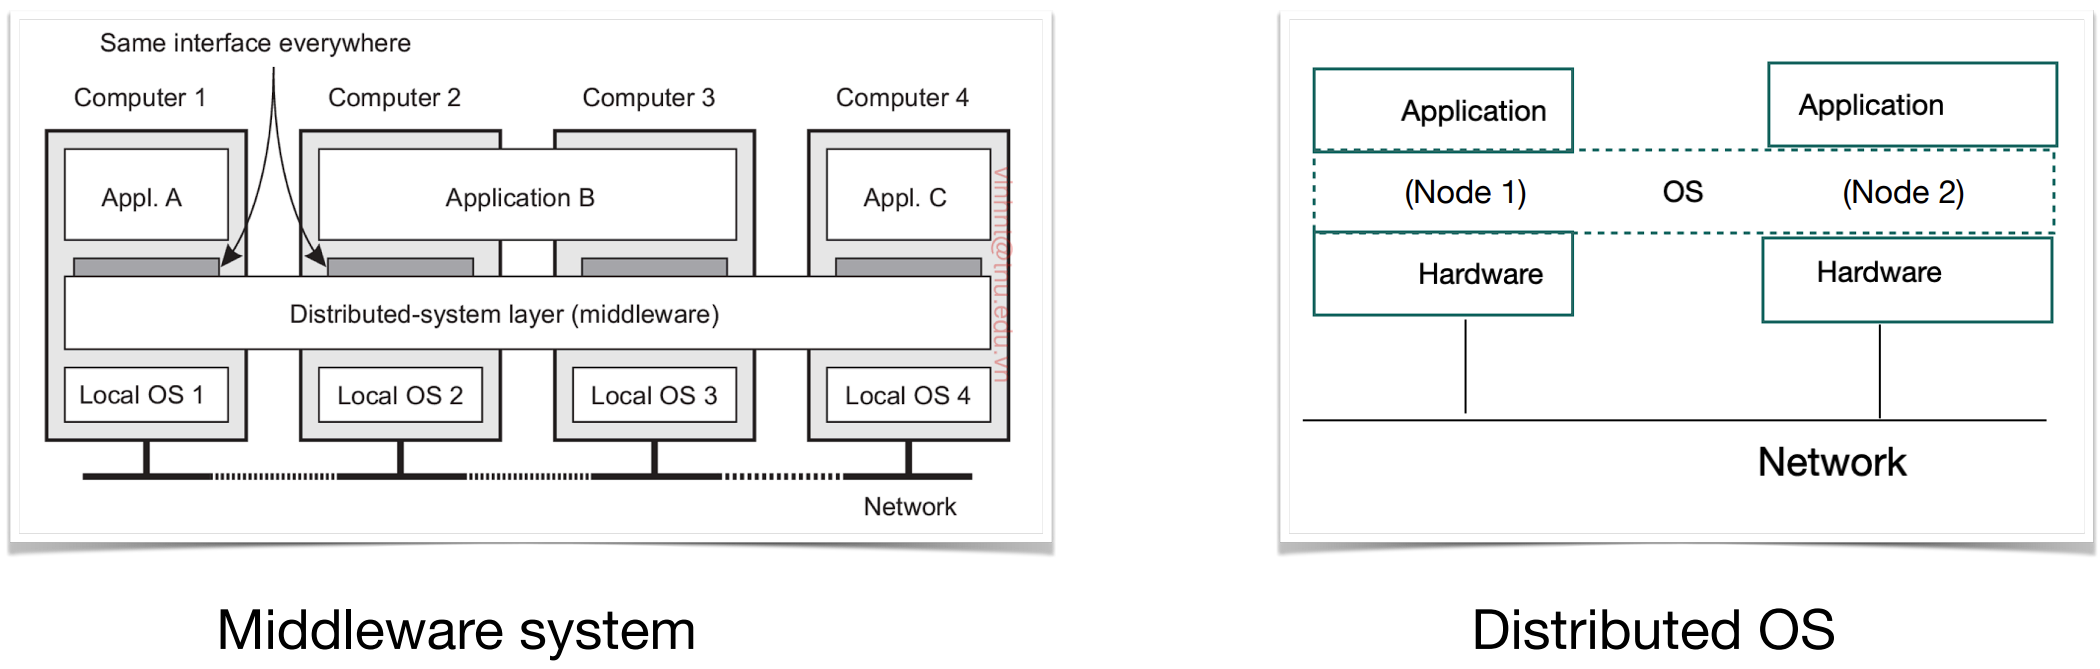 Same interface everywhere
Computer 1
Computer 2
Computer 3
Computer 4
Appl. A
Application B
Appl. C
Distributed-system layer (middleware)
Local OS 1
Local OS 2
Local OS 3
Local OS 4
Network
vinhnt@tnu.edu.vn
Middleware system
Application
Application
(Node 1)
OS
(Node 2)
Hardware
Hardware
Network
Distributed OS